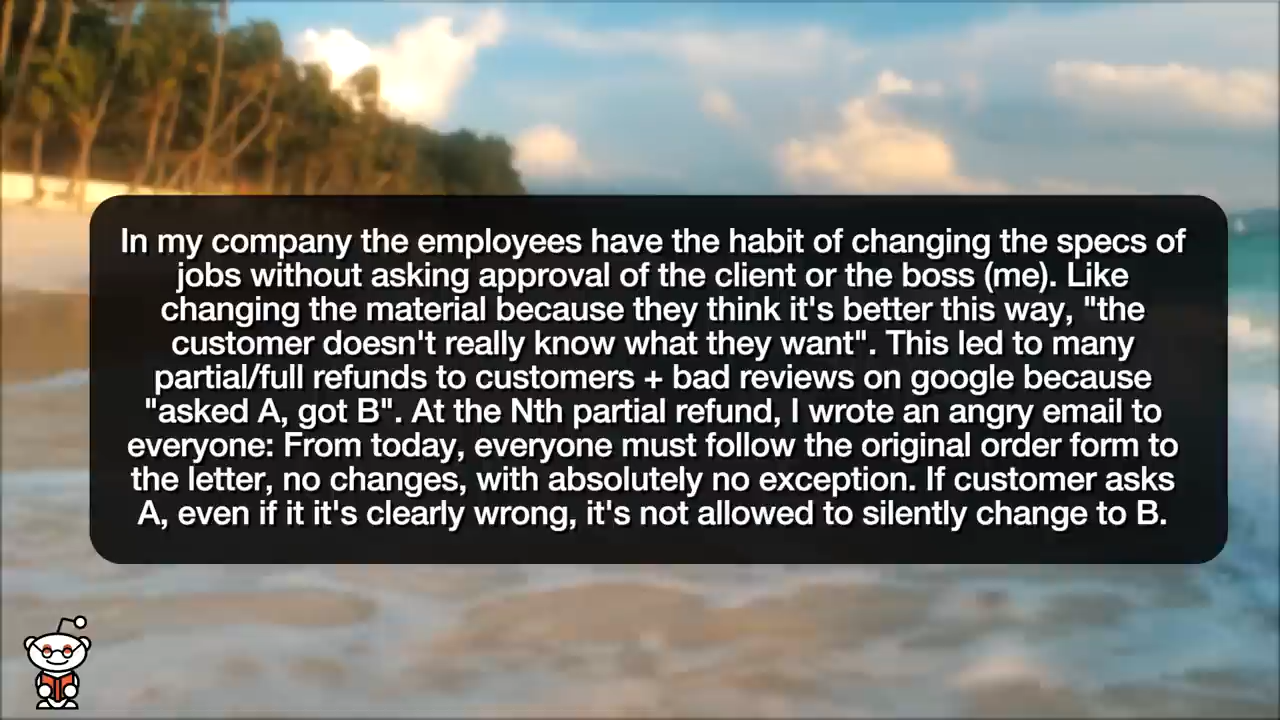 In my company the employees have the habit of changing the specs of
jobs without asking approval of the client or the boss (me). Like
changing the material because they think it's better this way, "the
customer doesn't really know what they want". This led to many
partial/full refunds to customers + bad reviews on google because
"asked A, got B". At the Nth partial refund, I wrote an angry email to
everyone: From today, everyone must follow the original order form to
the letter, no changes, with absolutely no exception. If customer asks
A, even if it it's clearly wrong, it's not allowed to silently change to B.